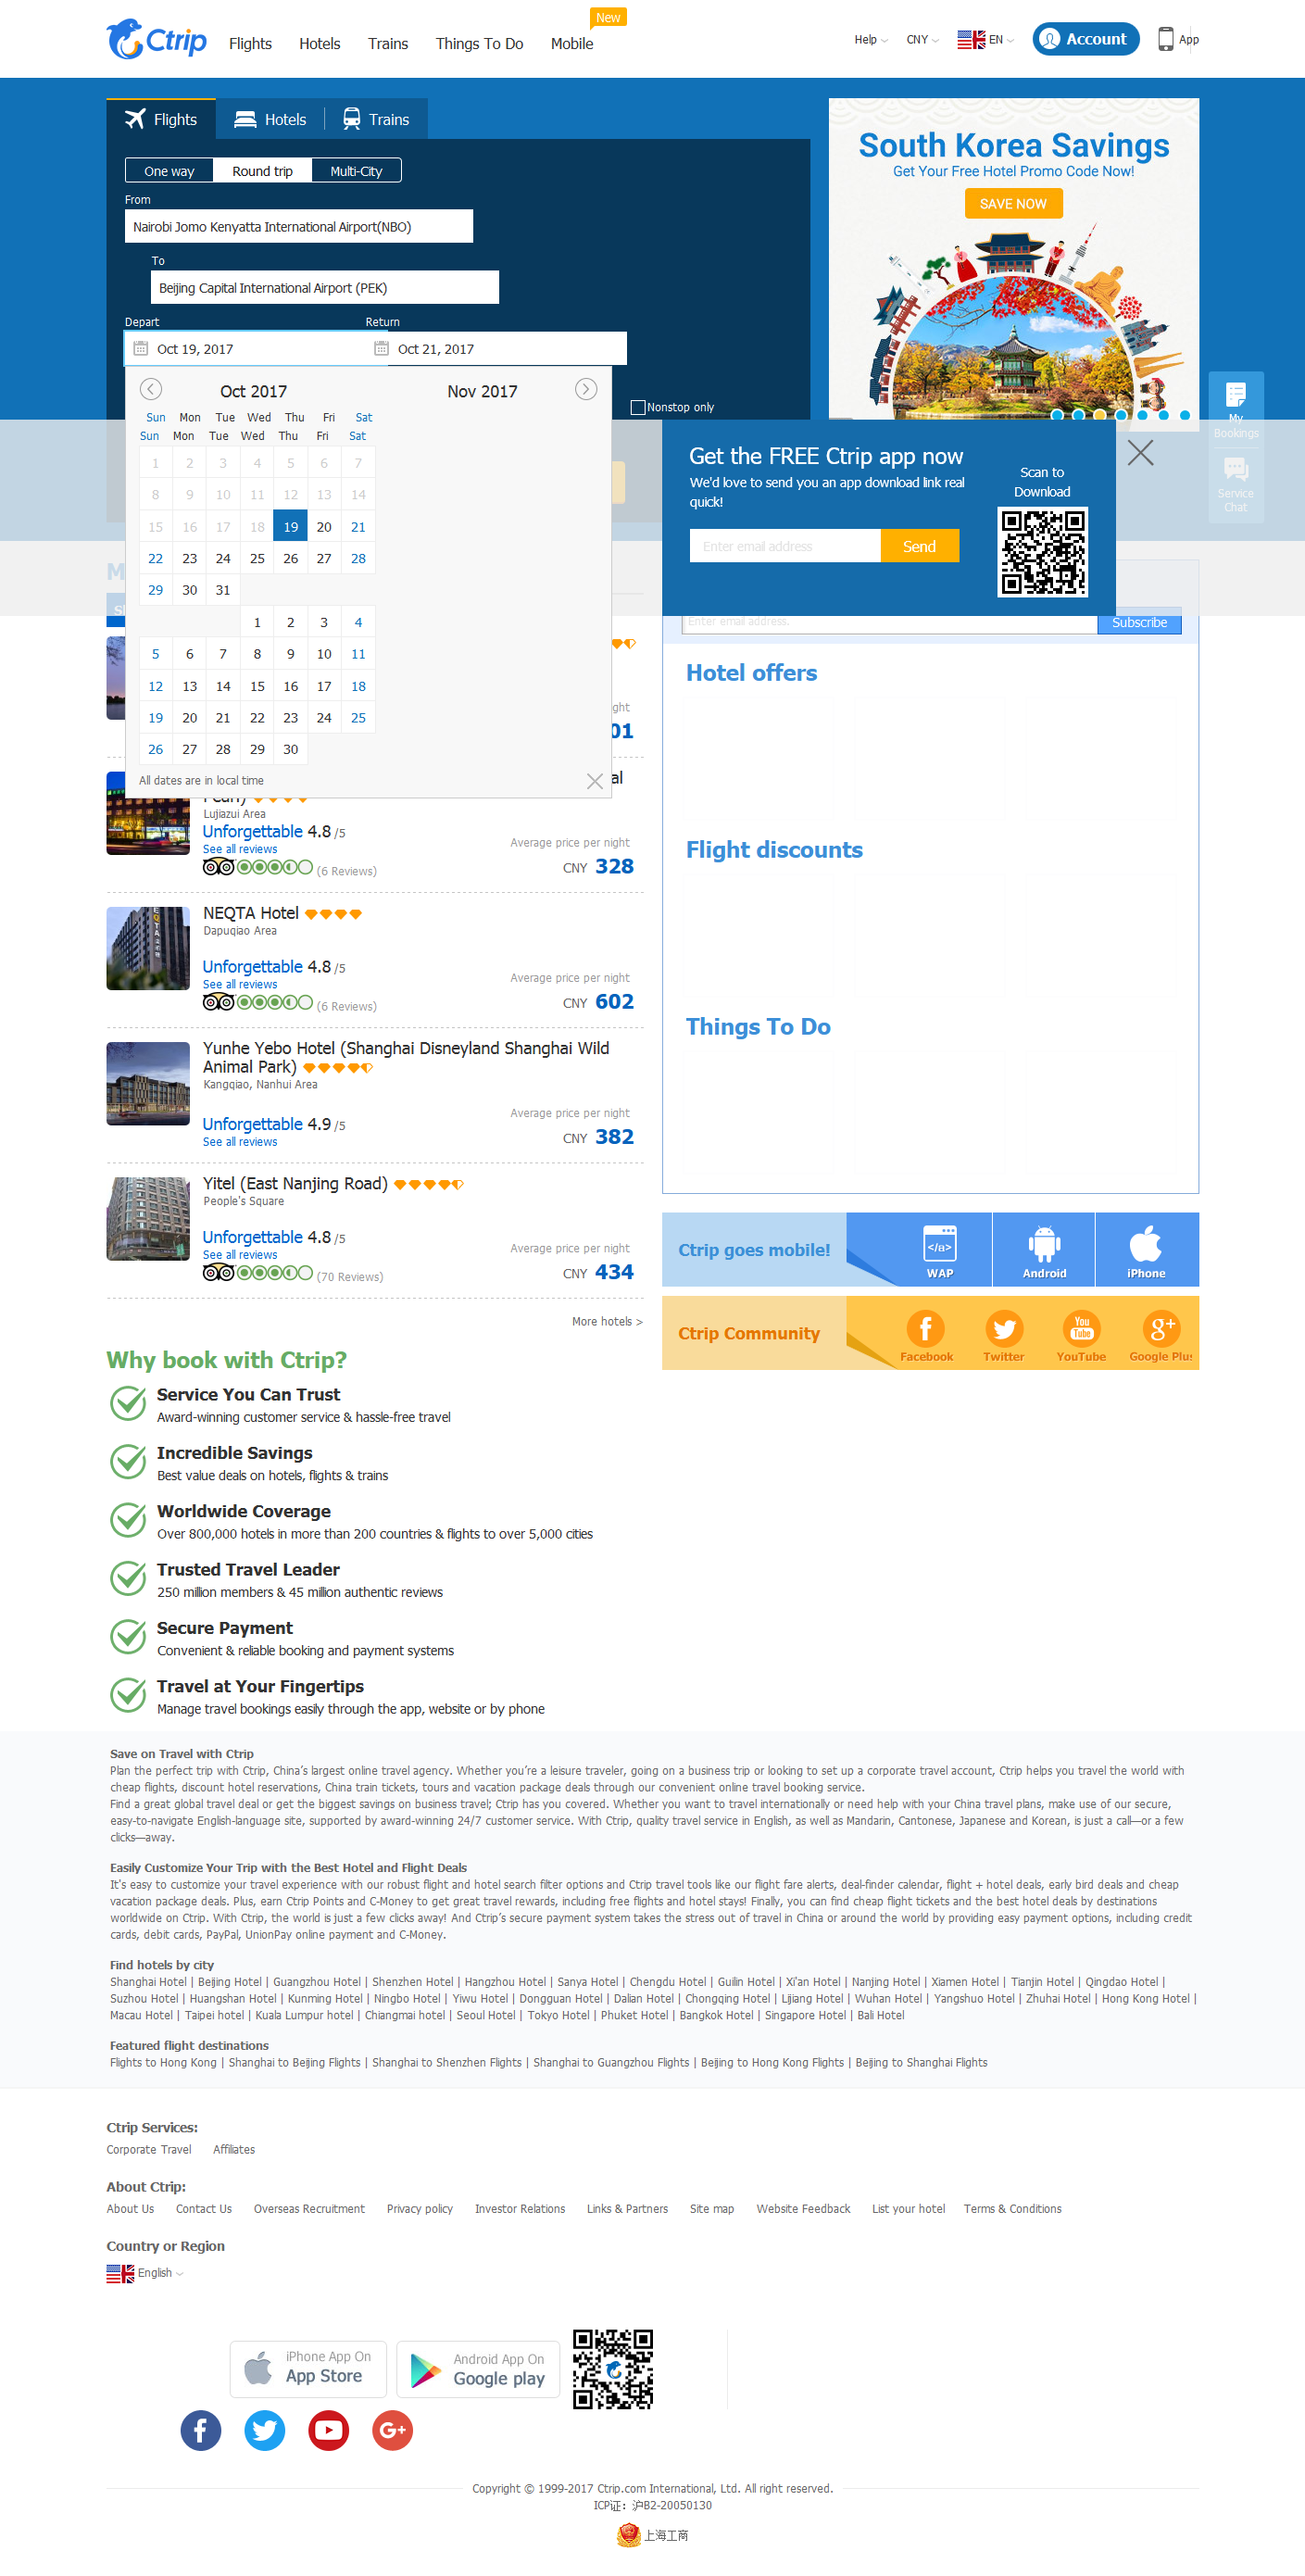 New
Ctrip Flights Hotels Trains Things To Do Mobile
Help CNY EN Account App
Flights Hotels Trains
One way Round trip Multi-City
From
Nairobi Jomo Kenyatta International Airport(NBO)
To
Beijing Capital International Airport (PEK)
Depart Return
Oct 19, 2017 Oct 21, 2017
South Korea Savings
Get Your Free Hotel Promo Code Now!
SAVE NOW
Oct 2017 Nov 2017
Sun Mon Tue Wed Thu Fri Sat
Sun Mon Tue Wed Thu Fri Sat
1 2 3 4 5 6 7
8 9 10 11 12 13 14
15 16 17 18 19 20 21
22 23 24 25 26 27 28
29 30 31
1 2 3 4
5 6 7 8 9 10 11
12 13 14 15 16 17 18
19 20 21 22 23 24 25
26 27 28 29 30
All dates are in local time
Nonstop only
My
Bookings
Service
Chat
Get the FREE Ctrip app now
We'd love to send you an app download link real
quick!
Enter email address Send
Scan to
Download
Enter email address. Subscribe
Hotel offers
Flight discounts
Things To Do
Lujiazui Area
Unforgettable 4.8 /5
See all reviews
(6 Reviews)
Average price per night
CNY 328
NEQTA Hotel
Dapuqiao Area
Unforgettable 4.8 /5
See all reviews
(6 Reviews)
Average price per night
CNY 602
Yunhe Yebo Hotel (Shanghai Disneyland Shanghai Wild
Animal Park)
Kangqiao, Nanhui Area
Unforgettable 4.9 /5
See all reviews
Average price per night
CNY 382
Yitel (East Nanjing Road)
People's Square
Unforgettable 4.8 /5
See all reviews
(70 Reviews)
Average price per night
CNY 434
More hotels >
Ctrip goes mobile! WAP Android iPhone
Ctrip Community Facebook Twitter YouTube Google Plus
Why book with Ctrip?
Service You Can Trust
Award-winning customer service & hassle-free travel
Incredible Savings
Best value deals on hotels, flights & trains
Worldwide Coverage
Over 800,000 hotels in more than 200 countries & flights to over 5,000 cities
Trusted Travel Leader
250 million members & 45 million authentic reviews
Secure Payment
Convenient & reliable booking and payment systems
Travel at Your Fingertips
Manage travel bookings easily through the app, website or by phone
Save on Travel with Ctrip
Plan the perfect trip with Ctrip, China's largest online travel agency. Whether you're a leisure traveler, going on a business trip or looking to set up a corporate travel account, Ctrip helps you travel the world with
cheap flights, discount hotel reservations, China train tickets, tours and vacation package deals through our convenient online travel booking service.
Find a great global travel deal or get the biggest savings on business travel; Ctrip has you covered. Whether you want to travel internationally or need help with your China travel plans, make use of our secure,
easy-to-navigate English-language site, supported by award-winning 24/7 customer service. With Ctrip, quality travel service in English, as well as Mandarin, Cantonese, Japanese and Korean, is just a call—or a few
clicks—away.
Easily Customize Your Trip with the Best Hotel and Flight Deals
It's easy to customize your travel experience with our robust flight and hotel search filter options and Ctrip travel tools like our flight fare alerts, deal-finder calendar, flight + hotel deals, early bird deals and cheap
vacation package deals. Plus, earn Ctrip Points and C-Money to get great travel rewards, including free flights and hotel stays! Finally, you can find cheap flight tickets and the best hotel deals by destinations
worldwide on Ctrip. With Ctrip, the world is just a few clicks away! And Ctrip's secure payment system takes the stress out of travel in China or around the world by providing easy payment options, including credit
cards, debit cards, PayPal, UnionPay online payment and C-Money.
Find hotels by city
Shanghai Hotel | Beijing Hotel | Guangzhou Hotel | Shenzhen Hotel | Hangzhou Hotel | Sanya Hotel | Chengdu Hotel | Guilin Hotel | Xi'an Hotel | Nanjing Hotel | Xiamen Hotel | Tianjin Hotel | Qingdao Hotel |
Suzhou Hotel | Huangshan Hotel | Kunming Hotel | Ningbo Hotel | Yiwu Hotel | Dongguan Hotel | Dalian Hotel | Chongqing Hotel | Lijiang Hotel | Wuhan Hotel | Yangshuo Hotel | Zhuhai Hotel | Hong Kong Hotel |
Macau Hotel | Taipei hotel | Kuala Lumpur hotel | Chiangmai hotel | Seoul Hotel | Tokyo Hotel | Phuket Hotel | Bangkok Hotel | Singapore Hotel | Bali Hotel
Featured flight destinations
Flights to Hong Kong | Shanghai to Beijing Flights | Shanghai to Shenzhen Flights | Shanghai to Guangzhou Flights | Beijing to Hong Kong Flights | Beijing to Shanghai Flights
Ctrip Services:
Corporate Travel Affiliates
About Ctrip:
About Us Contact Us Overseas Recruitment Privacy policy Investor Relations Links & Partners Site map Website Feedback List your hotel Terms & Conditions
Country or Region
English
iPhone App On
App Store
Android App On
Google play
Copyright © 1999-2017 Ctrip.com International, Ltd. All right reserved.
ICP证：沪B2-20050130
上海工商